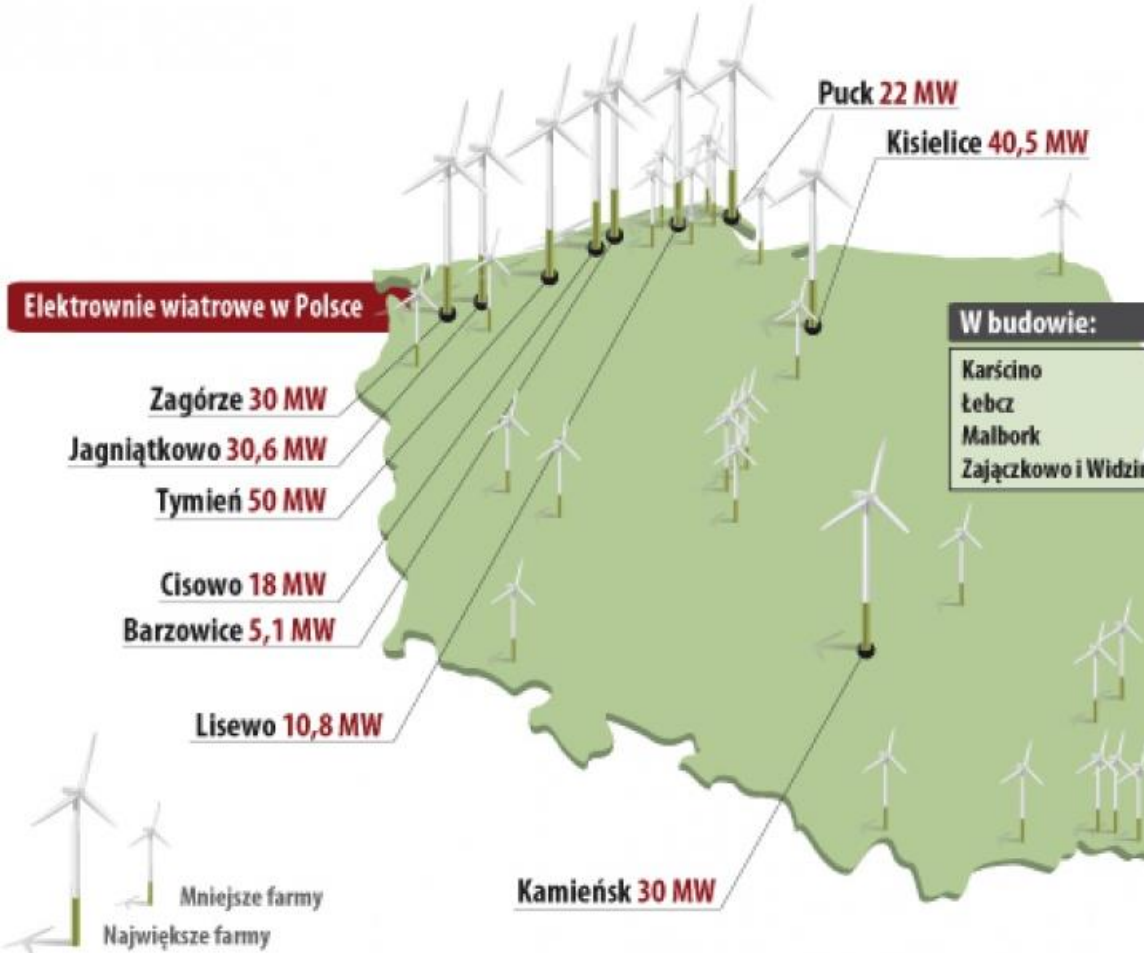 Puck 22 MW
Kisielice 40,5 MW
Elektrownie wiatrowe w Polsce
W budowie:
Karścino
Łebcz
Malbork
Zajączkowo i
Zagórze 30 MW
Jagniątkowo 30,6 MW
Tymień 50 MW
Cisowo 18 MW
Barzowice 5,1 MW
Lisewo 10,8 MW
Kamieńsk 30 MW
Mniejsze farmy
Największe farmy